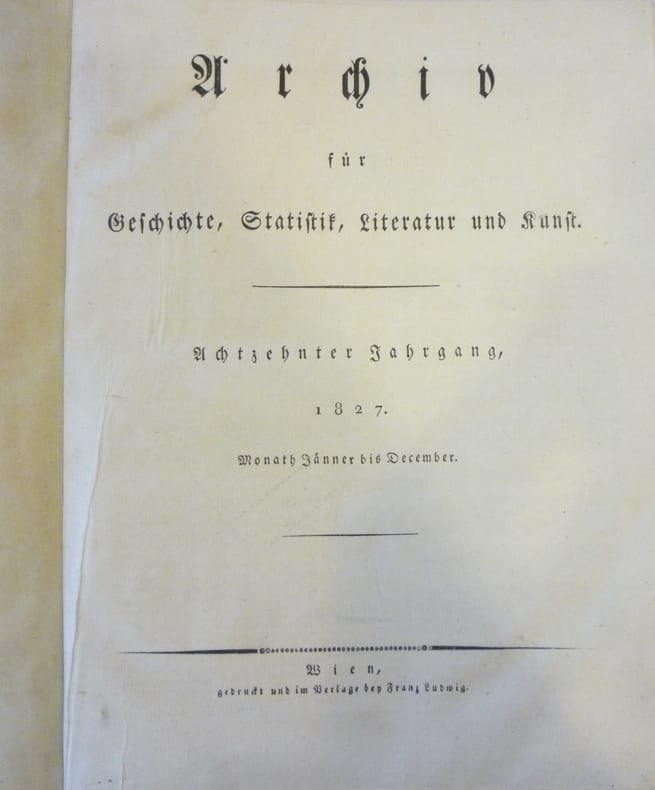 Archiv
für
Geschichte, Statistik, Literatur und Kunst.
Achtzehnter Jahrgang,
1827.
Monath Jänner bis December.
Wien,
gedruckt und im Verlage bey Franz Ludwig.